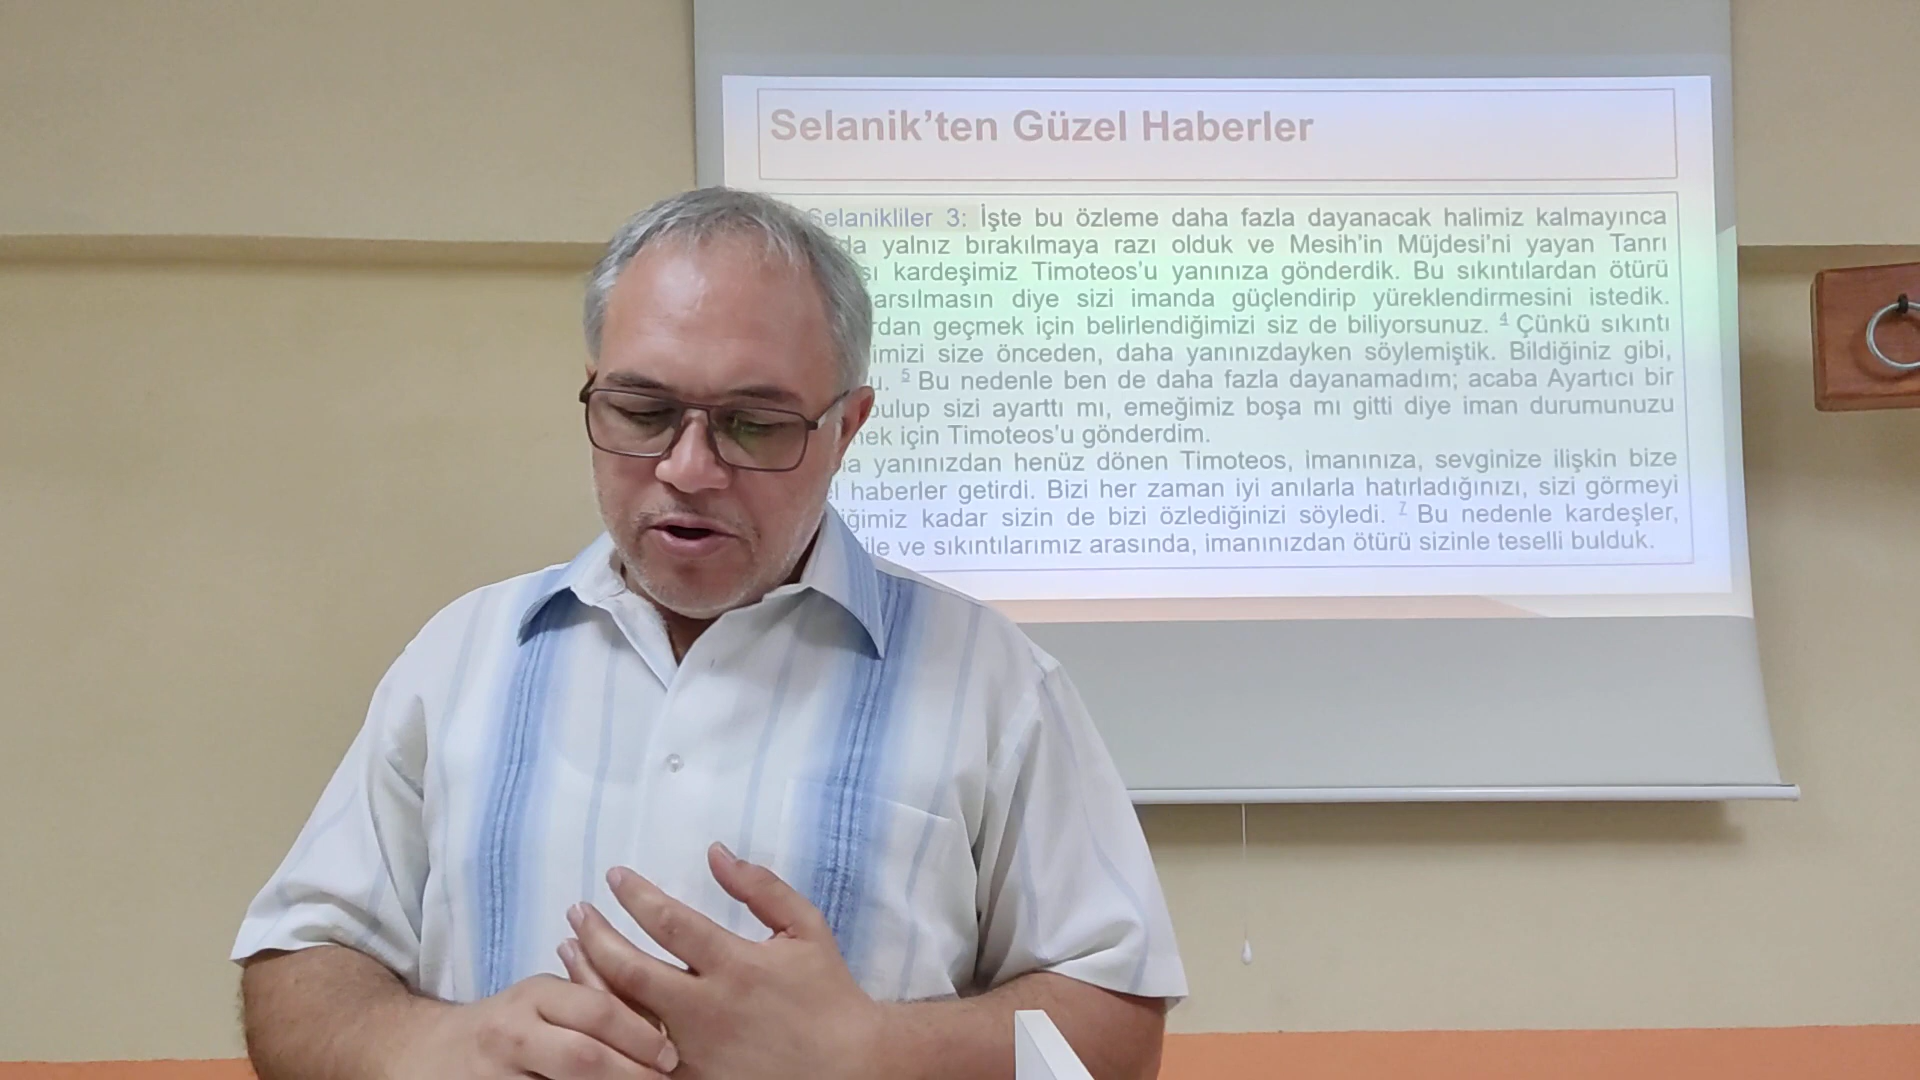 Selanik’ten Güzel Haberler
Selanikliler 3: İşte bu özleme daha fazla dayanacak halimiz kalmayınca
yalnız bırakılmaya razı olduk ve Mesih'in Müjdesi'ni yayan Tanrı
kardeşimiz Timoteos'u yanınıza gönderdik. Bu sıkıntılardan ötürü
diye sizi imanda güçlendirip yüreklendirmesini istedik.
geçmek için belirlendiğimizi siz de biliyorsunuz. 4 Çünkü sıkıntı
size önceden, daha yanınızdayken söylemiştik. Bildiğiniz gibi,
5 Bu nedenle ben de daha fazla dayanamadım; acaba Ayartıcı bir
sizi ayarttı mı, emeğimiz boşa mı gitti diye iman durumunuzu
için Timoteos'u gönderdim.
yanınızdan henüz dönen Timoteos, imanınıza, sevginize ilişkin bize
haberler getirdi. Bizi her zaman iyi anılarla hatırladığınızı, sizi görmeyi
kadar sizin de bizi özlediğinizi söyledi. 7 Bu nedenle kardeşler,
ve sıkıntılarımız arasında, imanınızdan ötürü sizinle teselli bulduk.